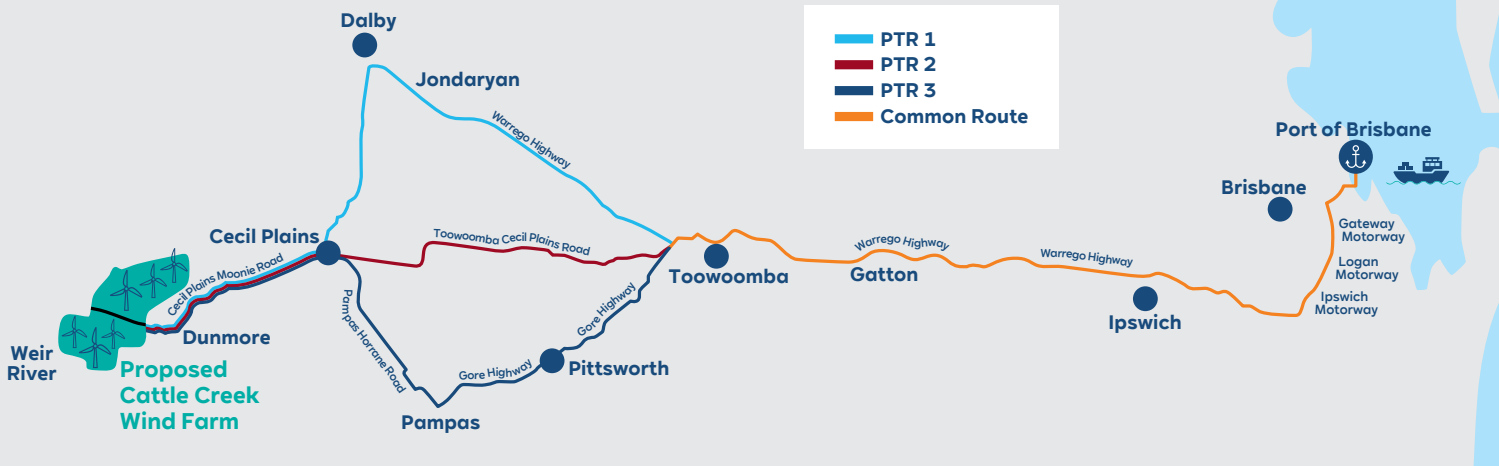 Dalby
Jondaryan
Warrego Highway
PTR 1
PTR 2
PTR 3
Common Route
Port of Brisbane
Brisbane
Gateway
Motorway
Logan
Motorway
Ipswich
Motorway
Cecil Plains
Toowoomba Cecil Plains Road
Toowoomba
Warrego Highway
Gatton
Warrego Highway
Ipswich
Cecil Plains Moonie Road
Dunmore
Weir
River
Proposed
Cattle Creek
Wind Farm
Pampas Horrane Road
Gore Highway
Gore Highway
Pittsworth
Pampas